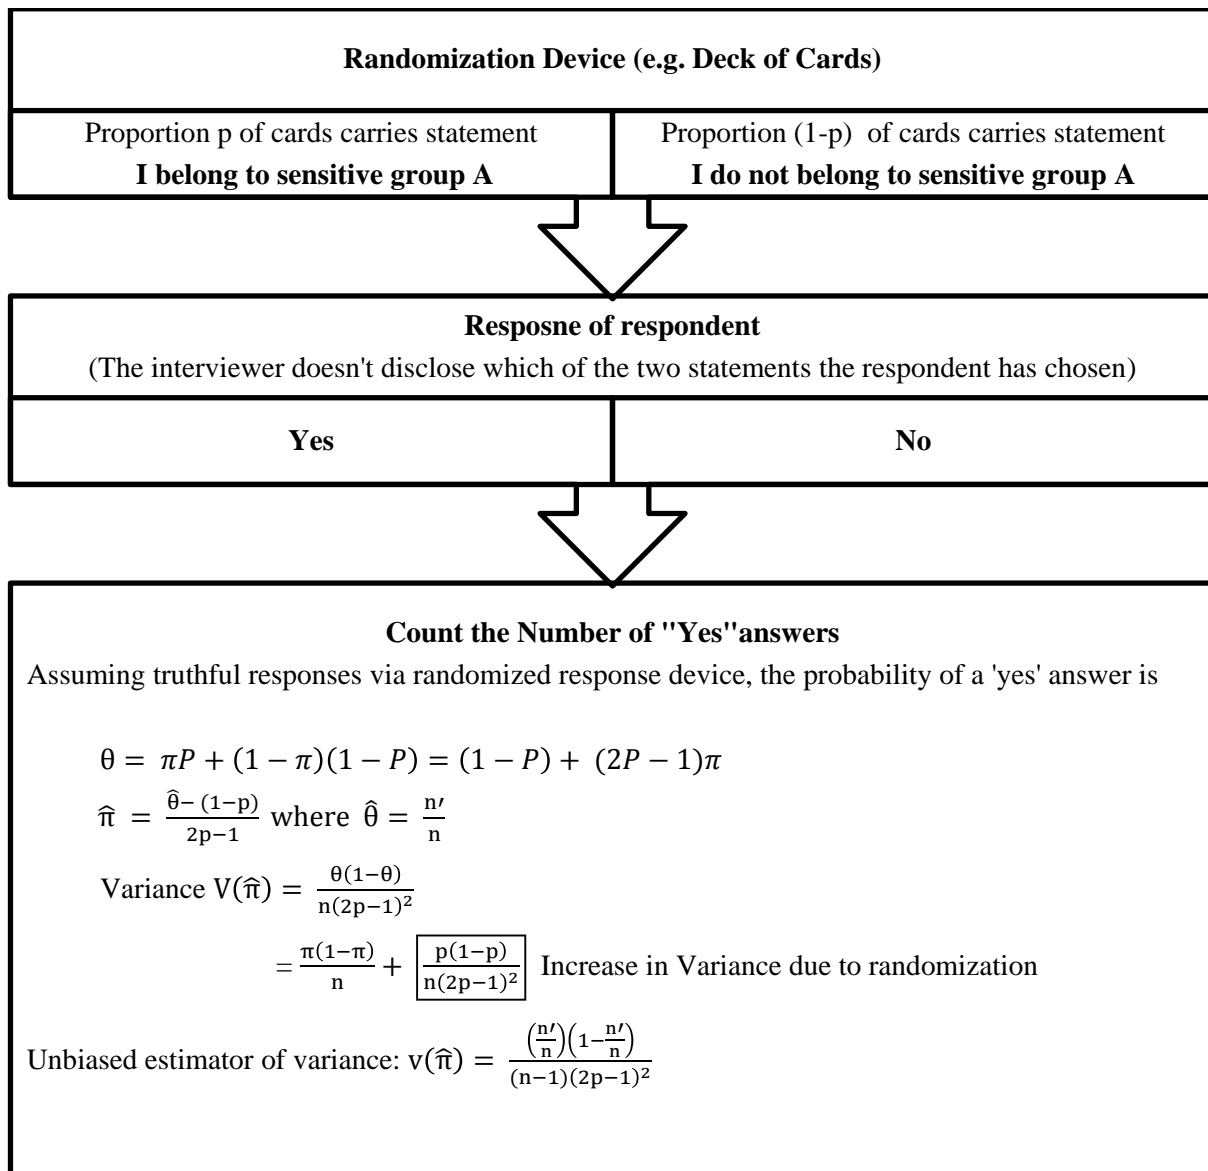 Randomization Device (e.g. Deck of Cards)
Proportion p of cards carries statement
I belong to sensitive group A
Proportion (1-p) of cards carries statement
I do not belong to sensitive group A
Resposne of respondent
(The interviewer doesn't disclose which of the two statements the respondent has chosen)
Yes
No
Count the Number of "Yes"answers
Assuming truthful responses via randomized response device, the probability of a 'yes' answer is
θ = πP + (1 − π)(1 − P) = (1 − P) + (2P − 1)π
π̂ = (θ̂ − (1−p))/(2p−1) where θ̂ = n′/n
Variance V(π̂) = θ(1−θ)/(n(2p−1)²)
= π(1−π)/n + p(1−p)/(n(2p−1)²) Increase in Variance due to randomization
Unbiased estimator of variance: v(π̂) = (n′/n)(1−n′/n)/((n−1)(2p−1)²)